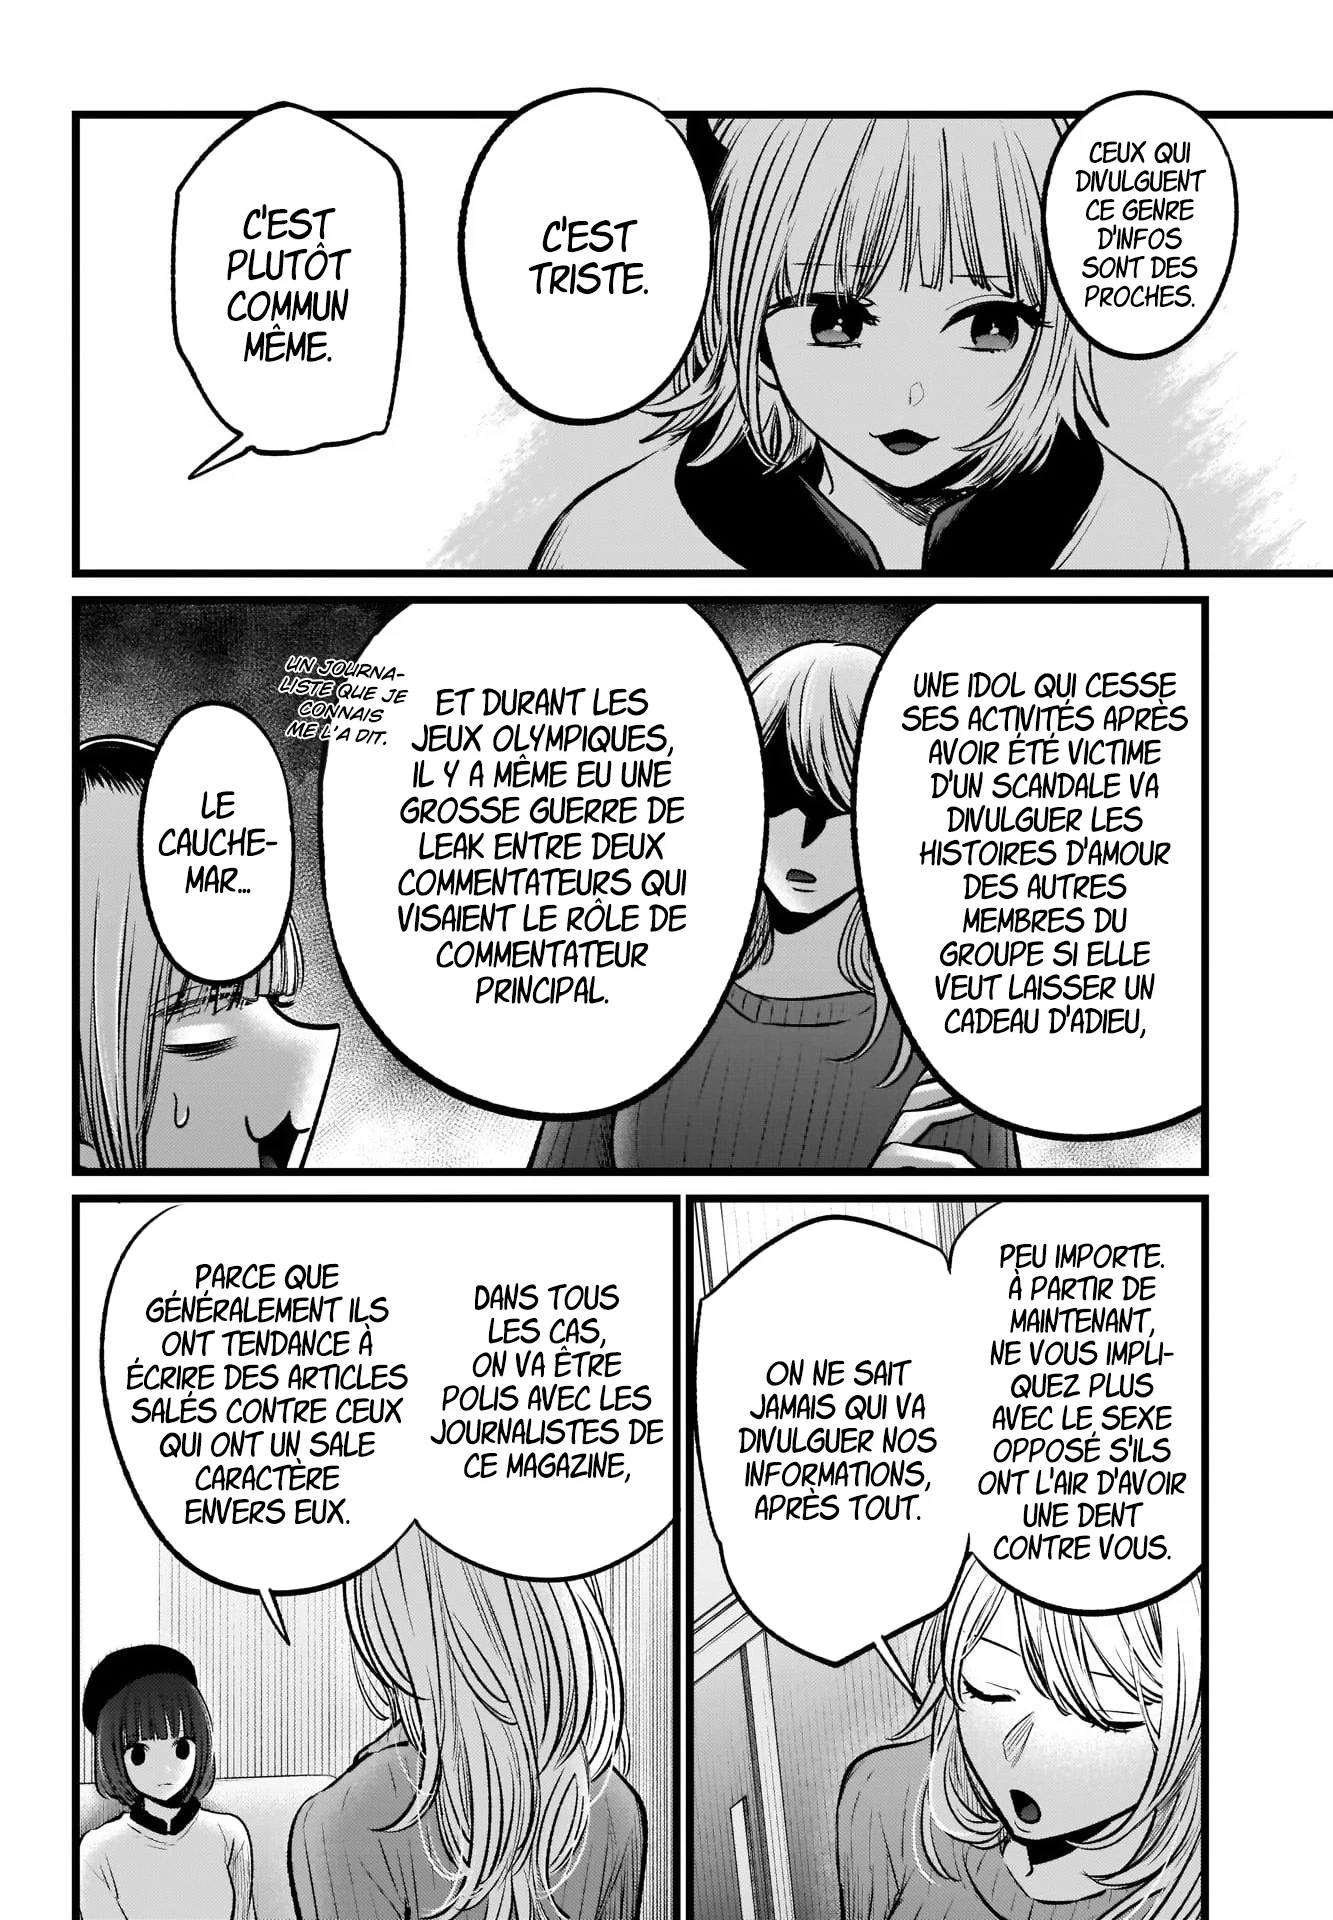 CEUX QUI
DIVULGUENT
CE GENRE
D'INFOS
SONT DES
PROCHES.
C'EST
TRISTE.
C'EST
PLUTÔT
COMMUN
MÊME.
UNE IDOL QUI CESSE
SES ACTIVITÉS APRÈS
AVOIR ÉTÉ VICTIME
D'UN SCANDALE VA
DIVULGUER LES
HISTOIRES D'AMOUR
DES AUTRES
MEMBRES DU
GROUPE SI ELLE
VEUT LAISSER UN
CADEAU D'ADIEU,
ET DURANT LES
JEUX OLYMPIQUES,
IL Y A MÊME EU UNE
GROSSE GUERRE DE
LEAK ENTRE DEUX
COMMENTATEURS QUI
VISAIENT LE RÔLE DE
COMMENTATEUR
PRINCIPAL.
UN JOURNA-
LISTE QUE JE
CONNAIS
ME L'A DIT.
LE
CAUCHE-
MAR...
PEU IMPORTE.
À PARTIR DE
MAINTENANT,
NE VOUS IMPLI-
QUEZ PLUS
AVEC LE SEXE
OPPOSÉ S'ILS
ONT L'AIR D'AVOIR
UNE DENT
CONTRE VOUS.
ON NE SAIT
JAMAIS QUI VA
DIVULGUER NOS
INFORMATIONS,
APRÈS TOUT.
DANS TOUS
LES CAS,
ON VA ÊTRE
POLIS AVEC LES
JOURNALISTES DE
CE MAGAZINE,
PARCE QUE
GÉNÉRALEMENT ILS
ONT TENDANCE À
ÉCRIRE DES ARTICLES
SALÉS CONTRE CEUX
QUI ONT UN SALE
CARACTÈRE
ENVERS EUX.